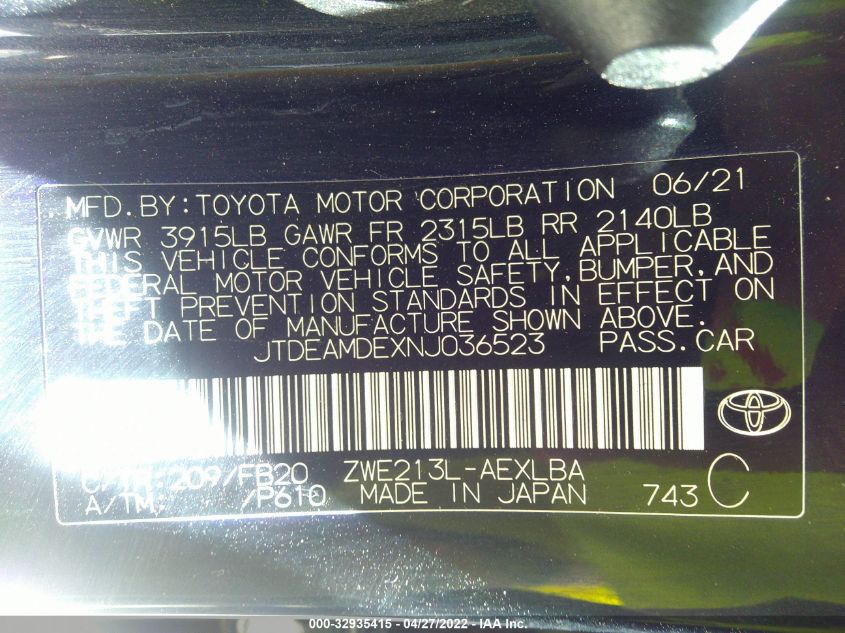 MFD.BY:TOYOTA MOTOR CORPORATION 06/21
GVWR 3915LB GAWR FR 2315LB RR 2140LB
THIS VEHICLE CONFORMS TO ALL APPLICABLE
FEDERAL MOTOR VEHICLE SAFETY,BUMPER,AND
THEFT PREVENTION STANDARDS IN EFFECT ON
THE DATE OF MANUFACTURE SHOWN ABOVE.
JTDEAMDEXNJ036523 PASS.CAR
C/TR:209/FB20 ZWE213L-AEXLBA
A/TM: /P610 MADE IN JAPAN 743 C
000-32935415 - 04/27/2022 - IAA Inc.